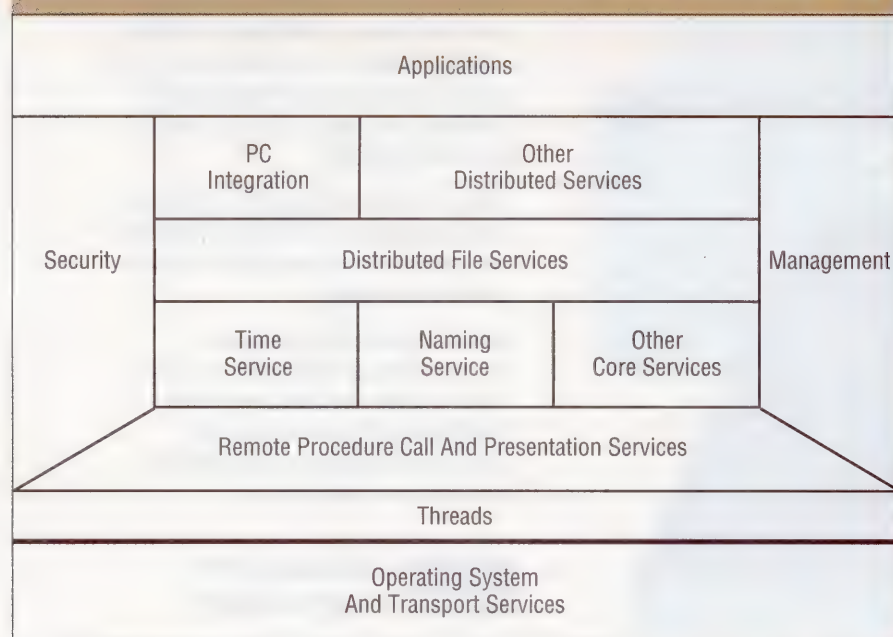 Applications
PC
Integration
Other
Distributed Services
Security
Distributed File Services
Management
Time
Service
Naming
Service
Other
Core Services
Remote Procedure Call And Presentation Services
Threads
Operating System
And Transport Services